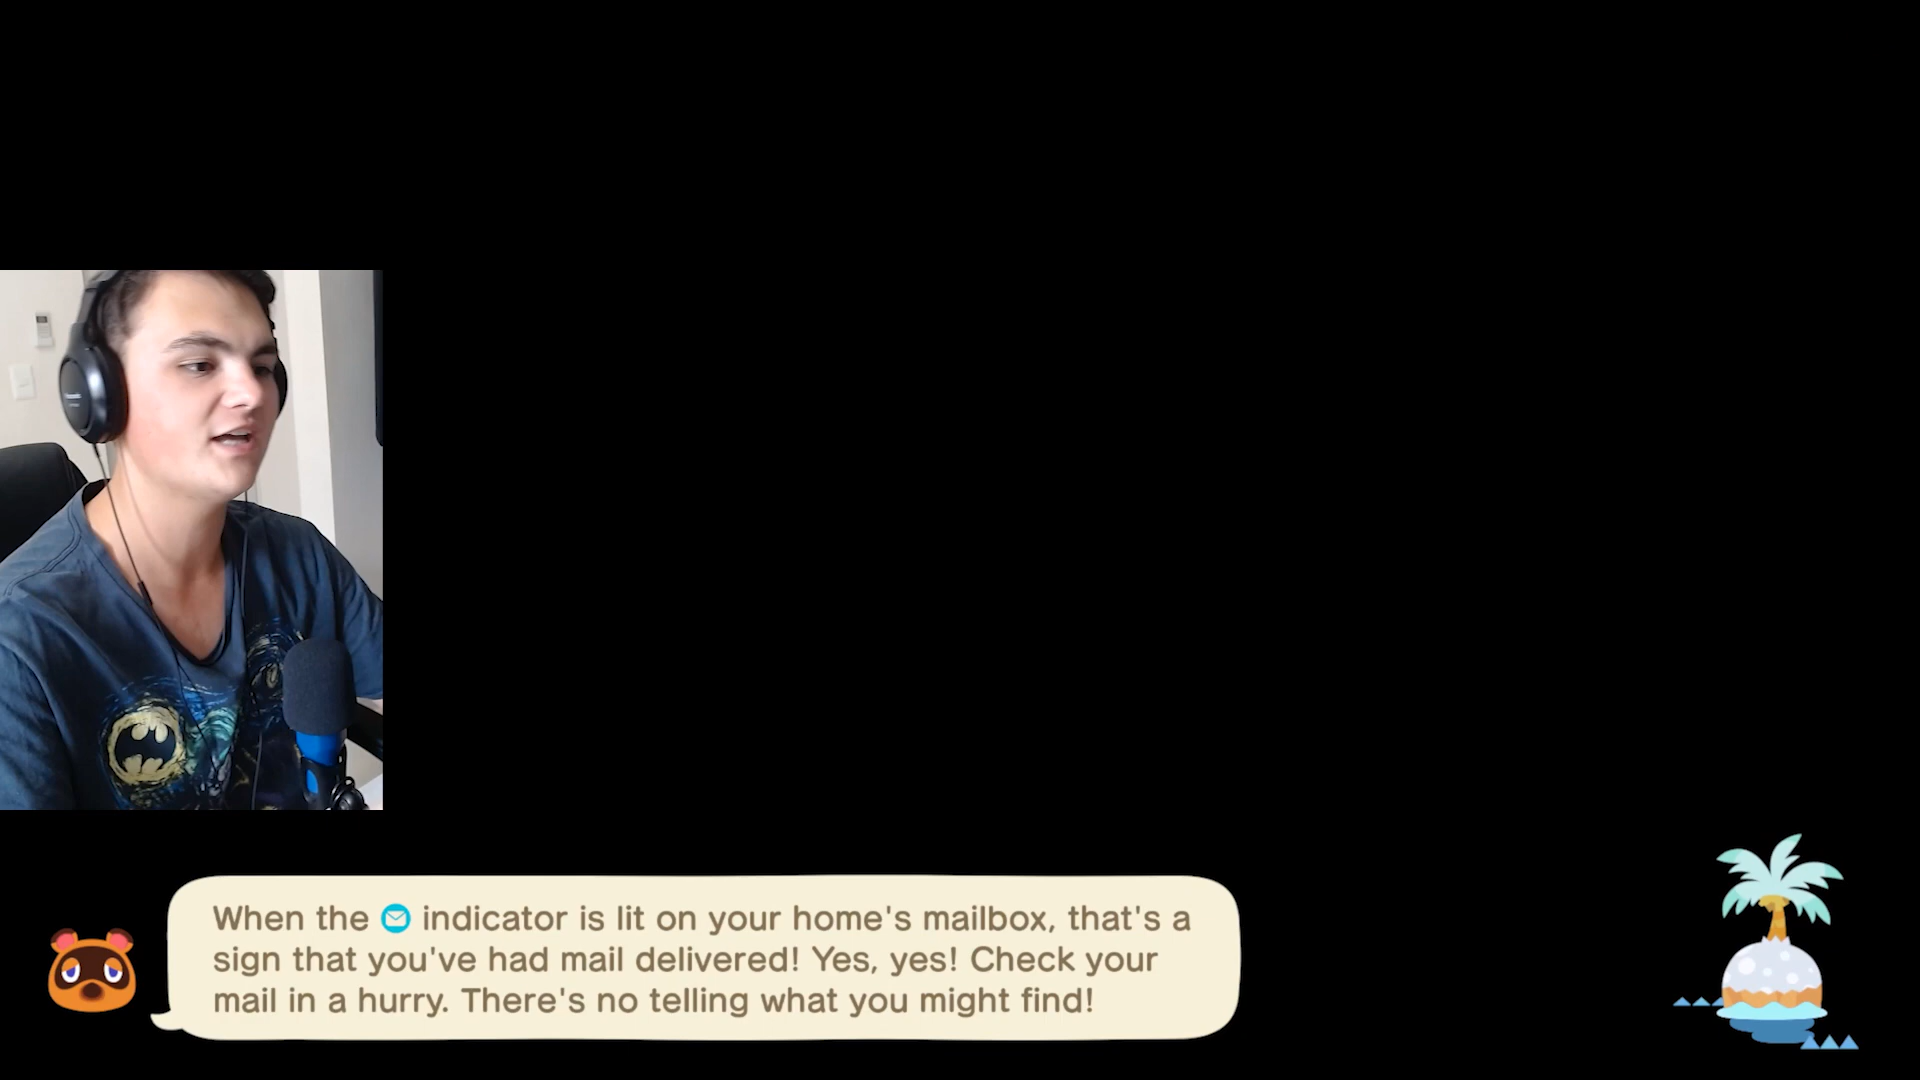 When the indicator is lit on your home's mailbox, that's a
sign that you've had mail delivered! Yes, yes! Check your
mail in a hurry. There's no telling what you might find!